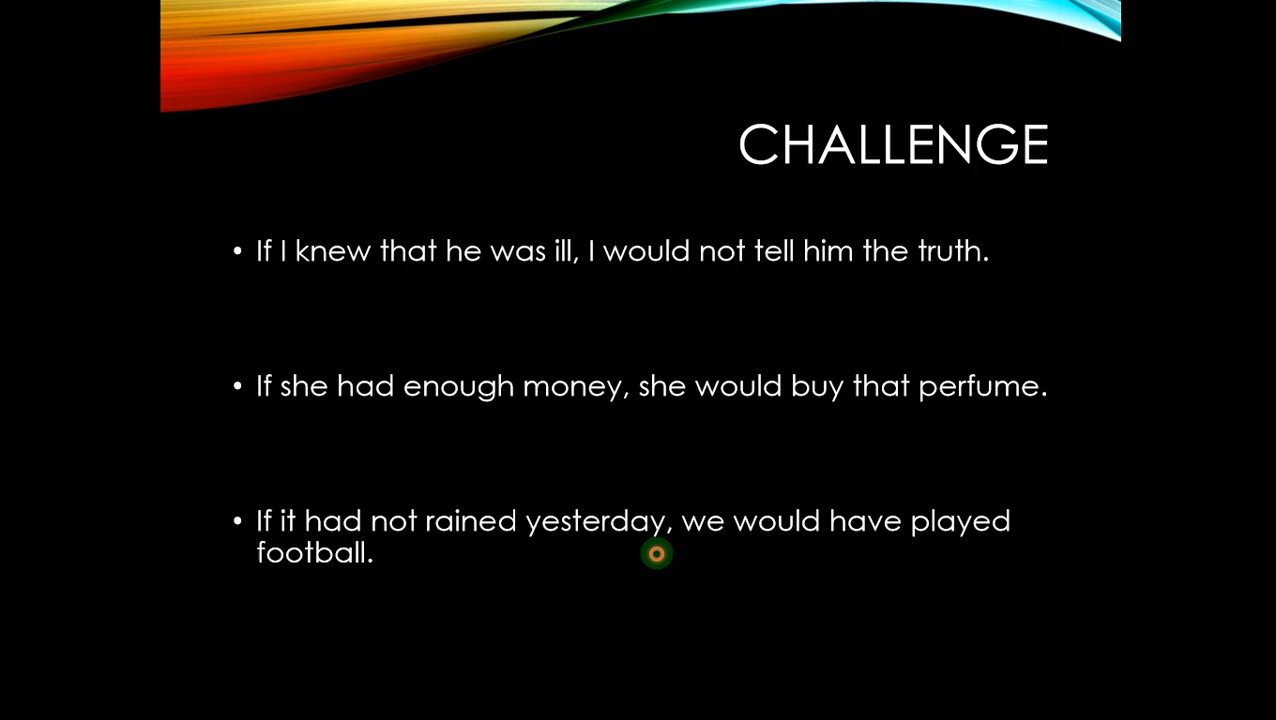 CHALLENGE
• If I knew that he was ill, I would not tell him the truth.
• If she had enough money, she would buy that perfume.
• If it had not rained yesterday, we would have played
football.